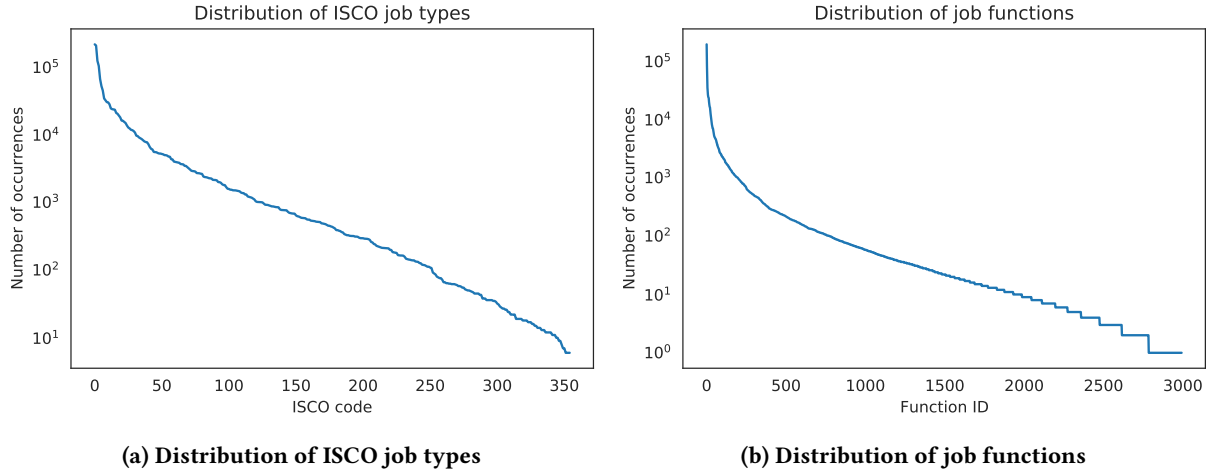 Distribution of ISCO job types
10^5
10^4
10^3
10^2
10^1
Number of occurrences
0 50 100 150 200 250 300 350
ISCO code
(a) Distribution of ISCO job types
Distribution of job functions
10^5
10^4
10^3
10^2
10^1
10^0
Number of occurrences
0 500 1000 1500 2000 2500 3000
Function ID
(b) Distribution of job functions